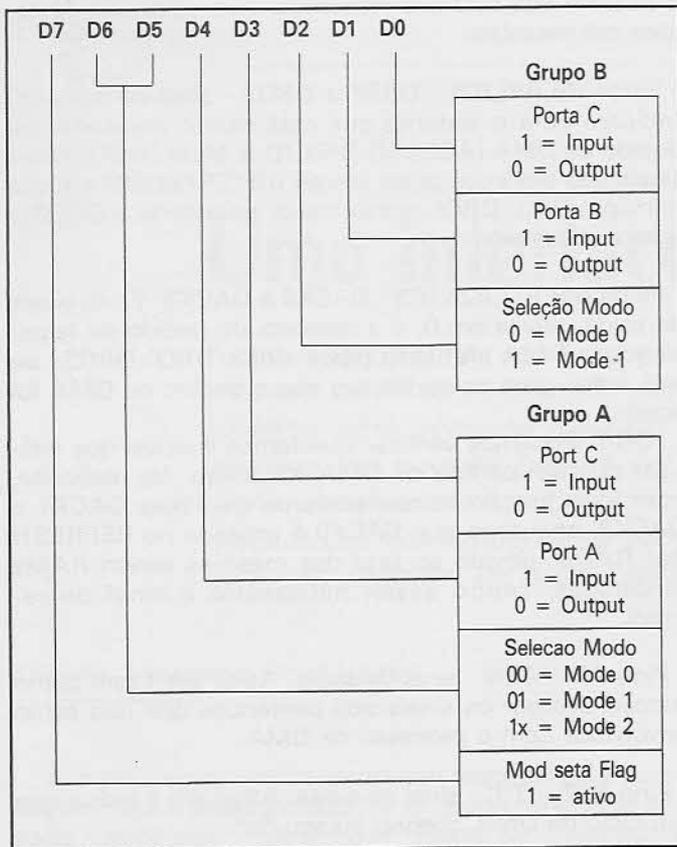 D7 D6 D5 D4 D3 D2 D1 D0
Grupo B
Porta C
1 = Input
0 = Output
Porta B
1 = Input
0 = Output
Seleção Modo
0 = Mode 0
1 = Mode 1
Grupo A
Port C
1 = Input
0 = Output
Port A
1 = Input
0 = Output
Selecao Modo
00 = Mode 0
01 = Mode 1
1x = Mode 2
Mod seta Flag
1 = ativo